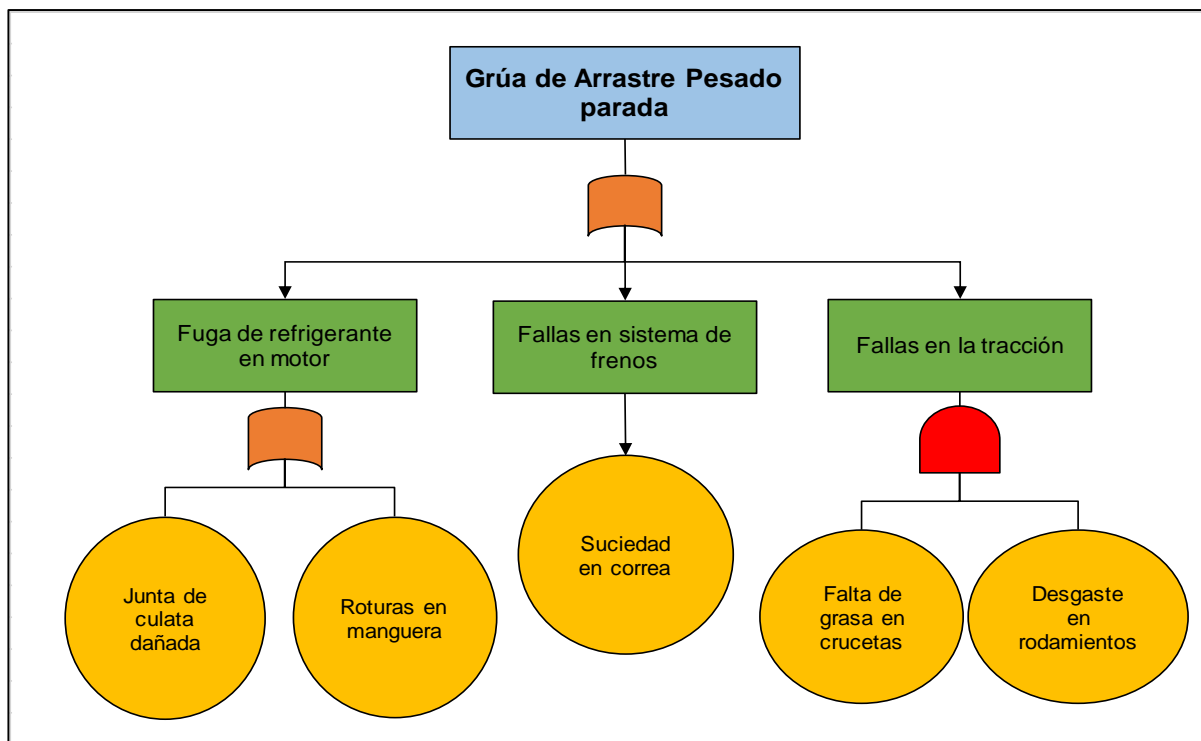 Grúa de Arrastre Pesado
parada
Fuga de refrigerante
en motor
Fallas en sistema de
frenos
Fallas en la tracción
Junta de
culata
dañada
Roturas en
manguera
Suciedad
en correa
Falta de
grasa en
crucetas
Desgaste
en
rodamientos